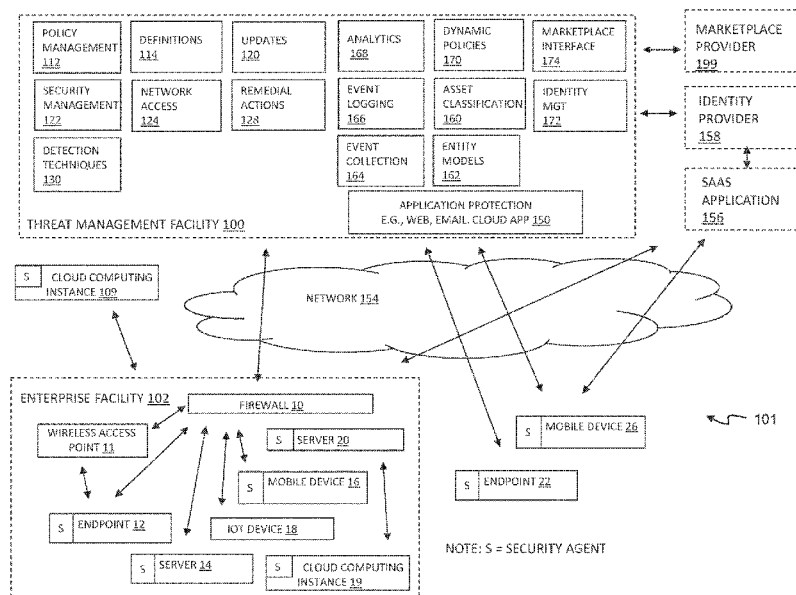 POLICY
MANAGEMENT
112
DEFINITIONS
114
UPDATES
120
ANALYTICS
168
DYNAMIC
POLICIES
170
MARKETPLACE
INTERFACE
174
MARKETPLACE
PROVIDER
199
SECURITY
MANAGEMENT
122
NETWORK
ACCESS
124
REMEDIAL
ACTIONS
128
EVENT
LOGGING
166
ASSET
CLASSIFICATION
160
IDENTITY
MGT
172
IDENTITY
PROVIDER
158
DETECTION
TECHNIQUES
130
EVENT
COLLECTION
164
ENTITY
MODELS
162
SAAS
APPLICATION
156
APPLICATION PROTECTION
E.G., WEB, EMAIL. CLOUD APP 150
THREAT MANAGEMENT FACILITY 100
S CLOUD COMPUTING
INSTANCE 109
NETWORK 154
ENTERPRISE FACILITY 102
FIREWALL 10
WIRELESS ACCESS
POINT 11
S SERVER 20
S MOBILE DEVICE 16
S ENDPOINT 12
IOT DEVICE 18
S SERVER 14
S CLOUD COMPUTING
INSTANCE 19
S MOBILE DEVICE 26
101
S ENDPOINT 22
NOTE: S = SECURITY AGENT